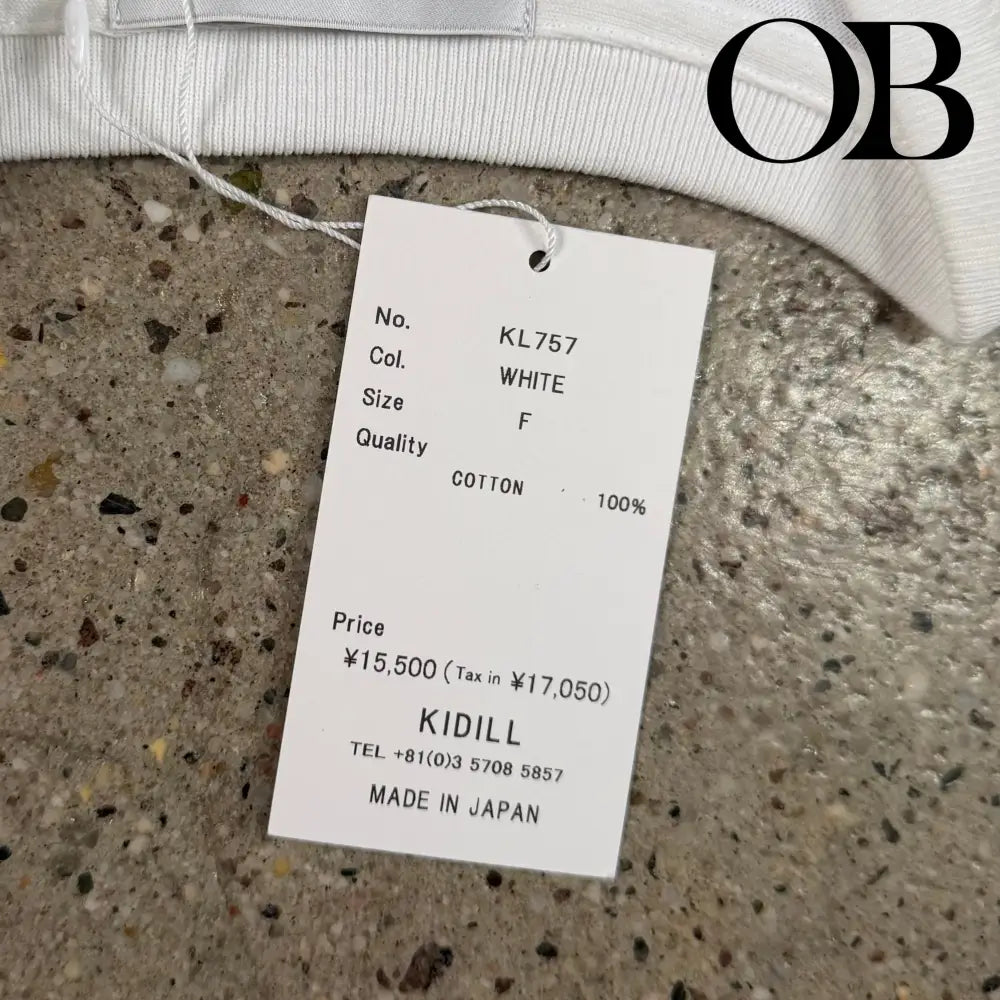 OB
No. KL757
Col. WHITE
Size F
Quality
COTTON 100%
Price
¥15,500 (Tax in ¥17,050)
KIDILL
TEL +81(0)3 5708 5857
MADE IN JAPAN